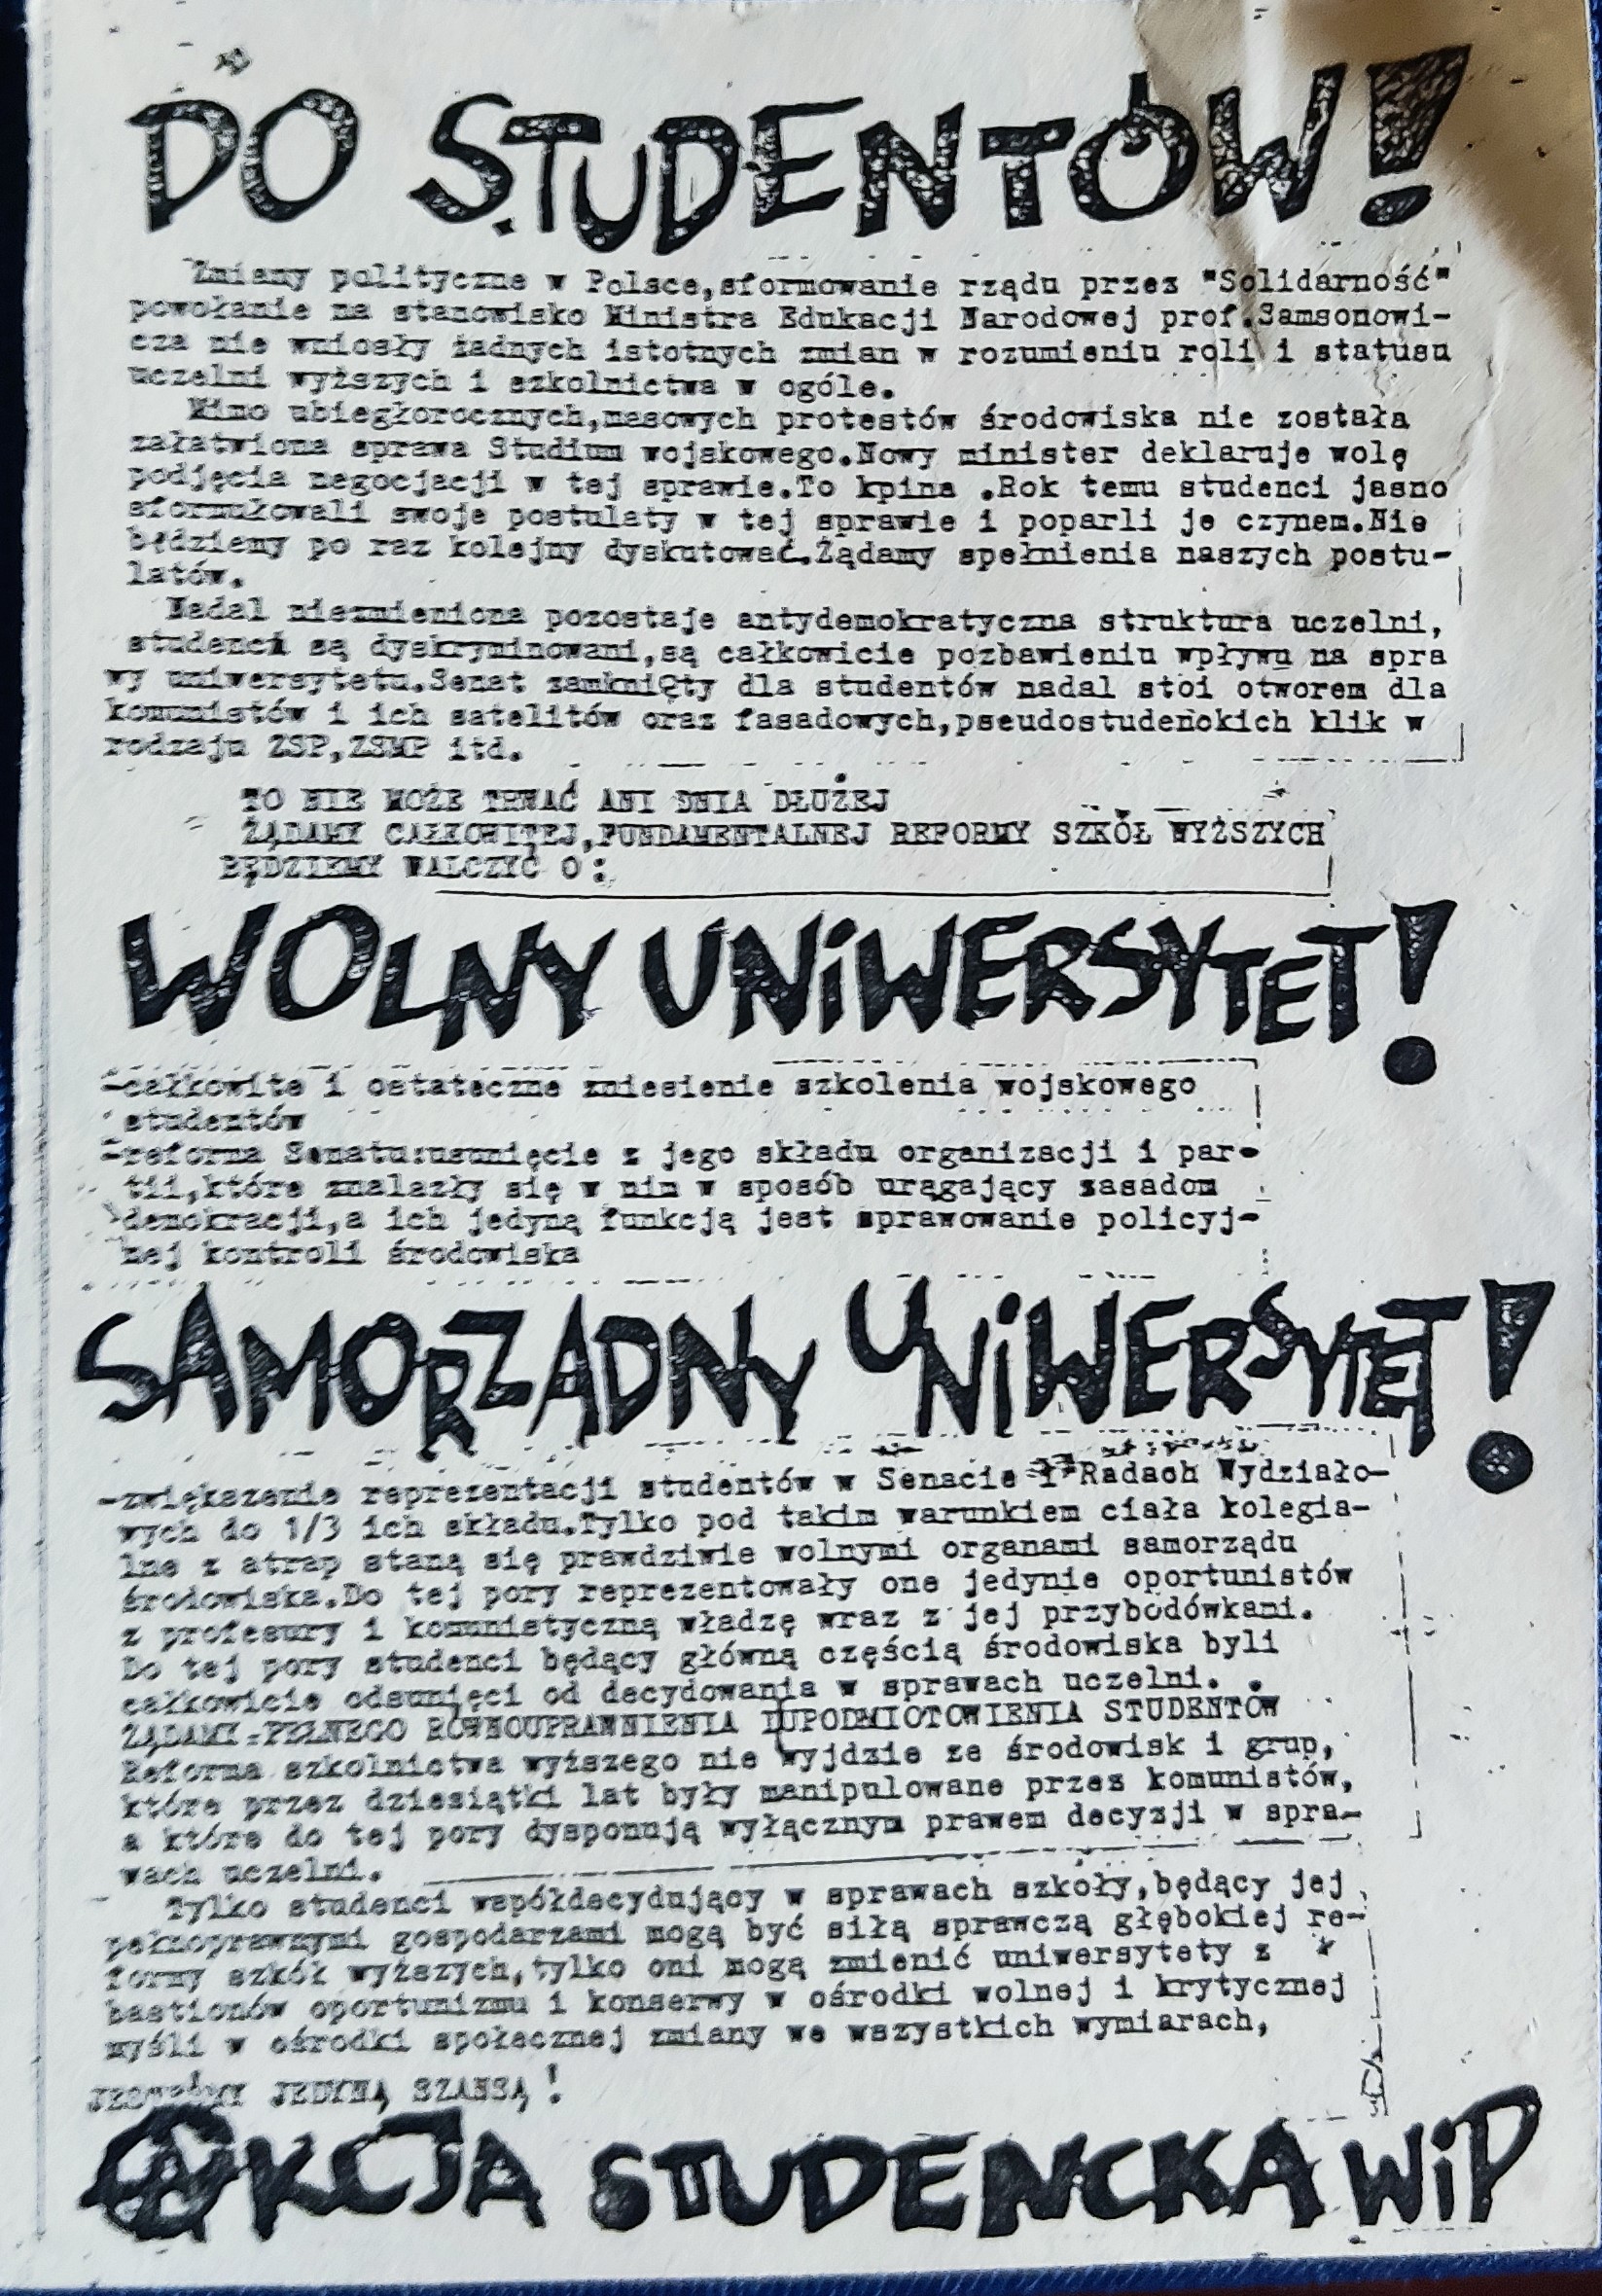 DO STUDENTÓW!
Zmiany polityczne w Polsce,sformowanie rządu przez "Solidarność"
powołanie na stanowisko Ministra Edukacji Narodowej prof.Samsonowi-
cza nie wniosły żadnych istotnych zmian w rozumieniu roli i statusu
uczelni wyższych i szkolnictwa w ogóle.
Mimo ubiegłorocznych,masowych protestów środowiska nie została
załatwiona sprawa Studium wojskowego.Nowy minister deklaruje wolę
podjęcia negocjacji w tej sprawie.To kpina .Rok temu studenci jasno
sformułowali swoje postulaty w tej sprawie i poparli je czynem.Nie
będziemy po raz kolejny dyskutować.Żądamy spełnienia naszych postu-
latów.
Nadal niezmieniona pozostaje antydemokratyczna struktura uczelni,
studenci są dyskryminowani,są całkowicie pozbawieniu wpływu na spra
wy uniwersytetu.Senat zamknięty dla studentów nadal stoi otworem dla
komunistów i ich satelitów oraz fasadowych,pseudostudenckich klik w
rodzaju ZSP,ZSMP itd.
TO NIE MOŻE TRWAĆ ANI DNIA DŁUŻEJ
ŻĄDAMY CAŁKOWITEJ,FUNDAMENTALNEJ REFORMY SZKÓŁ WYŻSZYCH
BĘDZIEMY WALCZYĆ O:
WOLNY UNiWERSYTET!
-całkowite i ostateczne zniesienie szkolenia wojskowego
studentów
-reforma Senatu:usunięcie z jego składu organizacji i par-
tii,które znalazły się w nim w sposób urągający zasadom
demokracji,a ich jedyną funkcją jest sprawowanie policyj-
nej kontroli środowiska
SAMORZĄDNY UNiWERSYTET!
-zwiększenie reprezentacji studentów w Senacie i Radach Wydziało-
wych do 1/3 ich składu.Tylko pod takim warunkiem ciała kolegia-
lne z atrap staną się prawdziwie wolnymi organami samorządu
środowiska.Do tej pory reprezentowały one jedynie oportunistów
z profesury i komunistyczną władzę wraz z jej przybudówkami.
Do tej pory studenci będący główną częścią środowiska byli
całkowicie odsunięci od decydowania w sprawach uczelni.
ŻĄDAMY-PEŁNEGO RÓWNOUPRAWNIENIA I UPODMIOTOWIENIA STUDENTÓW
Reforma szkolnictwa wyższego nie wyjdzie ze środowisk i grup,
które przez dziesiątki lat były manipulowane przez komunistów,
a które do tej pory dysponują wyłącznym prawem decyzji w spra-
wach uczelni.
Tylko studenci współdecydujący w sprawach szkoły,będący jej
pełnoprawnymi gospodarzami mogą być siłą sprawczą głębokiej re-
formy szkół wyższych,tylko oni mogą zmienić uniwersytety z
bastionów oportunizmu i konserwy w ośrodki wolnej i krytycznej
myśli w ośrodki społecznej zmiany we wszystkich wymiarach,
JESTEŚMY JEDYNĄ SZANSĄ!
AKCJA STUDENCKA WiP